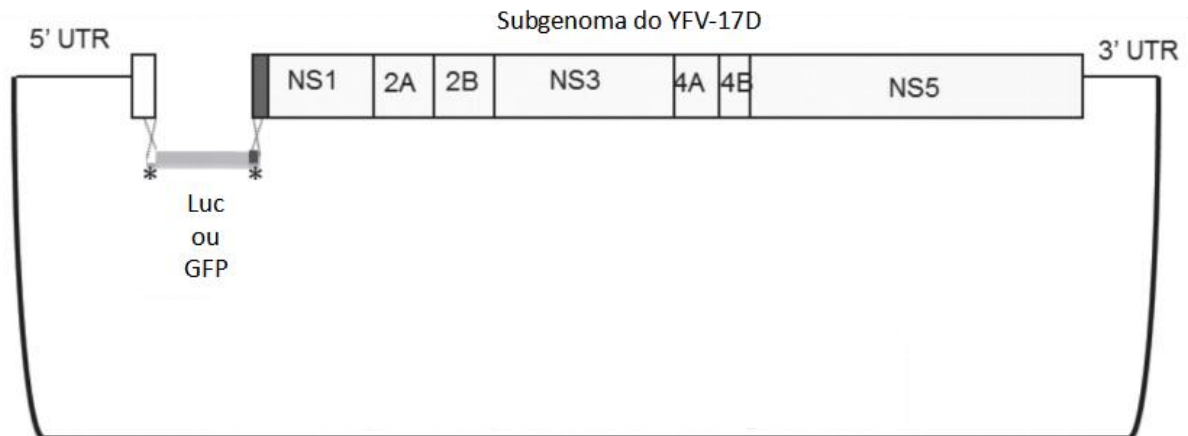 Subgenoma do YFV-17D
5' UTR
3' UTR
NS1
2A
2B
NS3
4A
4B
NS5
*
*
Luc
ou
GFP